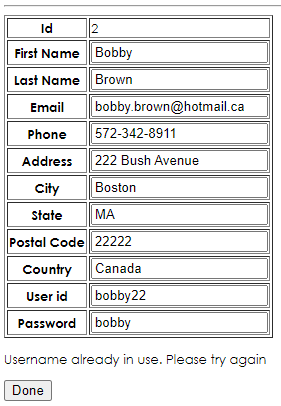 Id 2
First Name Bobby
Last Name Brown
Email bobby.brown@hotmail.ca
Phone 572-342-8911
Address 222 Bush Avenue
City Boston
State MA
Postal Code 22222
Country Canada
User id bobby22
Password bobby
Username already in use. Please try again
Done